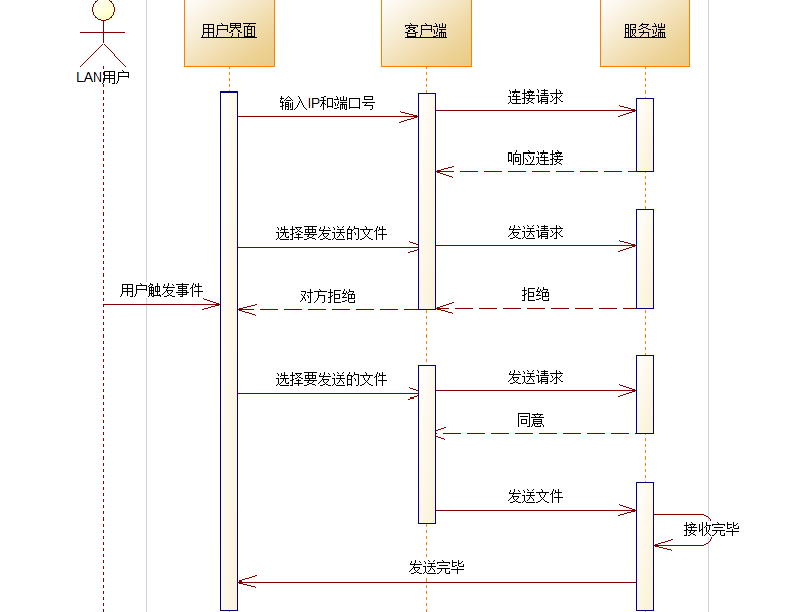 用户界面
客户端
服务端
LAN用户
输入IP和端口号
连接请求
响应连接
选择要发送的文件
发送请求
用户触发事件
对方拒绝
拒绝
选择要发送的文件
发送请求
同意
发送文件
接收完毕
发送完毕